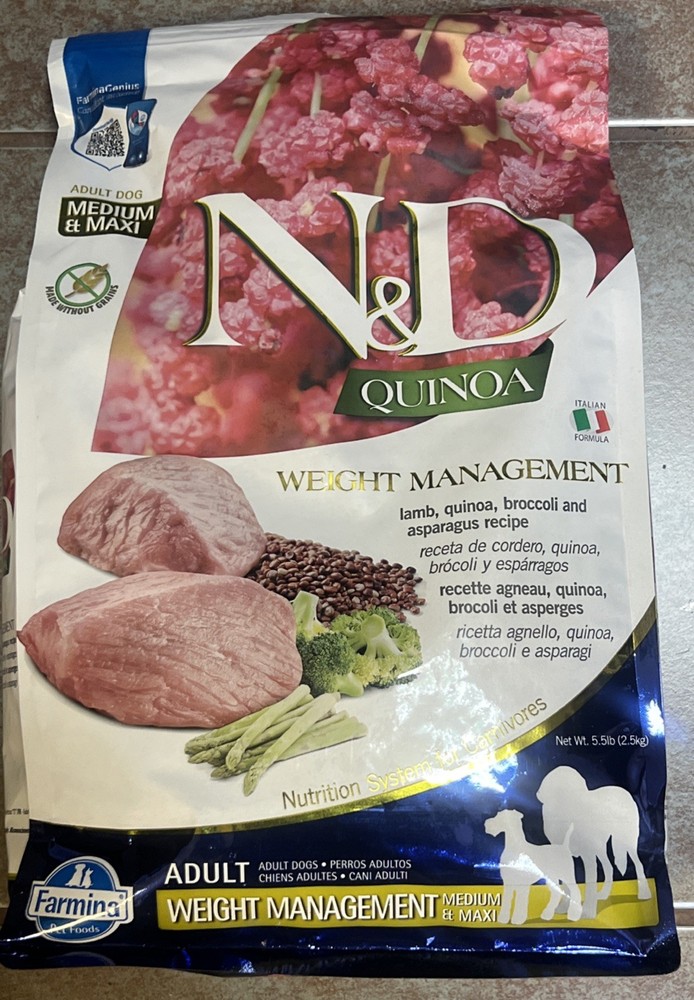 FarminaGenius
ADULT DOG
MEDIUM
& MAXI
MADE WITHOUT GRAINS
N&D
QUINOA
ITALIAN
FORMULA
WEIGHT MANAGEMENT
lamb, quinoa, broccoli and
asparagus recipe
receta de cordero, quinoa,
brócoli y espárragos
recette agneau, quinoa,
brocoli et asperges
ricetta agnello, quinoa,
broccoli e asparagi
Net Wt. 5.5lb (2.5kg)
Nutrition System for Carnivores
ADULT
ADULT DOGS • PERROS ADULTOS
CHIENS ADULTES • CANI ADULTI
WEIGHT MANAGEMENT
MEDIUM
& MAXI
Farmina
Pet Foods